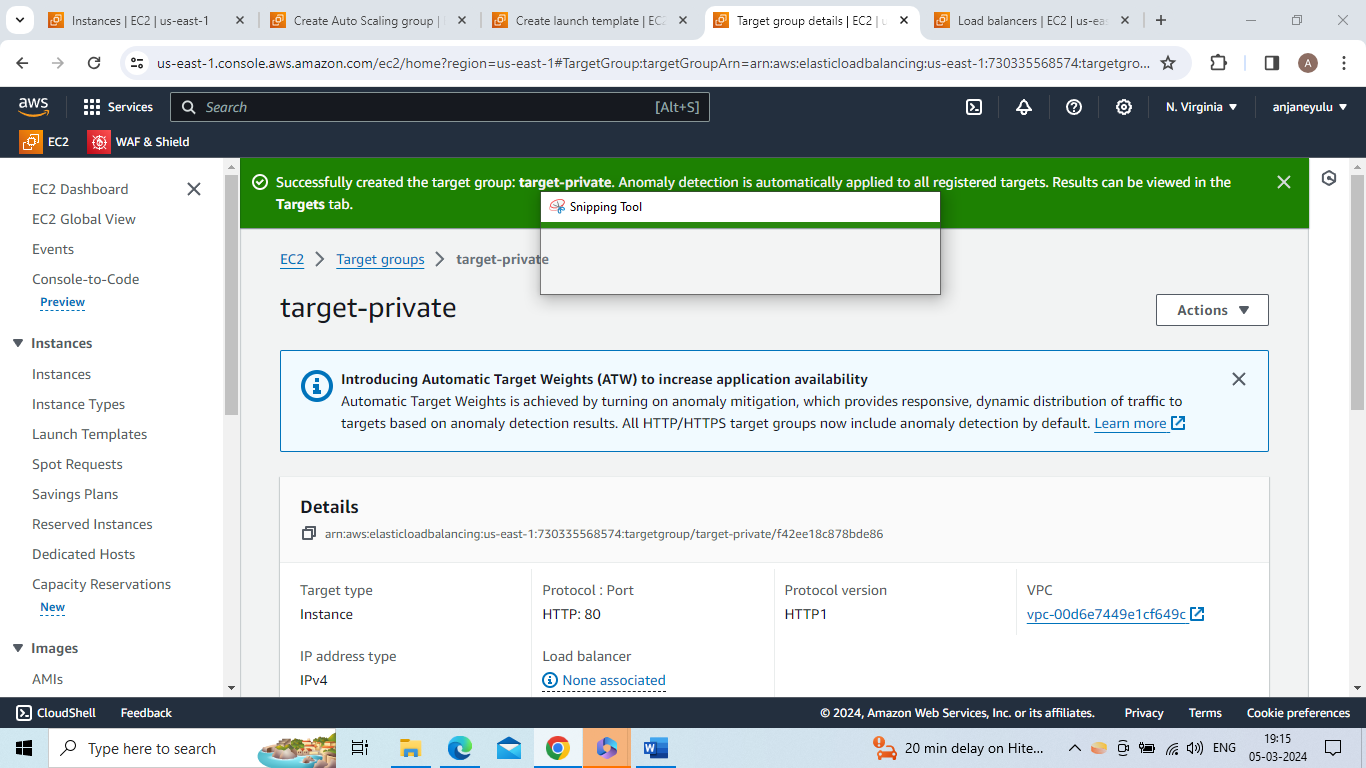 Instances | EC2 | us-east-1
Create Auto Scaling group |
Create launch template | EC2
Target group details | EC2 | u
Load balancers | EC2 | us-eas
us-east-1.console.aws.amazon.com/ec2/home?region=us-east-1#TargetGroup:targetGroupArn=arn:aws:elasticloadbalancing:us-east-1:730335568574:targetgro...
A
aws
Services
Search
[Alt+S]
N. Virginia
anjaneyulu
EC2
WAF & Shield
EC2 Dashboard
EC2 Global View
Events
Console-to-Code
Preview
Instances
Instances
Instance Types
Launch Templates
Spot Requests
Savings Plans
Reserved Instances
Dedicated Hosts
Capacity Reservations
New
Images
AMIs
Successfully created the target group: target-private. Anomaly detection is automatically applied to all registered targets. Results can be viewed in the
Targets tab.
Snipping Tool
EC2
Target groups
target-private
target-private
Actions
Introducing Automatic Target Weights (ATW) to increase application availability
Automatic Target Weights is achieved by turning on anomaly mitigation, which provides responsive, dynamic distribution of traffic to
targets based on anomaly detection results. All HTTP/HTTPS target groups now include anomaly detection by default. Learn more
Details
arn:aws:elasticloadbalancing:us-east-1:730335568574:targetgroup/target-private/f42ee18c878bde86
Target type
Instance
Protocol : Port
HTTP: 80
Protocol version
HTTP1
VPC
vpc-00d6e7449e1cf649c
IP address type
IPv4
Load balancer
None associated
CloudShell
Feedback
© 2024, Amazon Web Services, Inc. or its affiliates.
Privacy
Terms
Cookie preferences
Type here to search
20 min delay on Hite...
ENG
19:15
05-03-2024